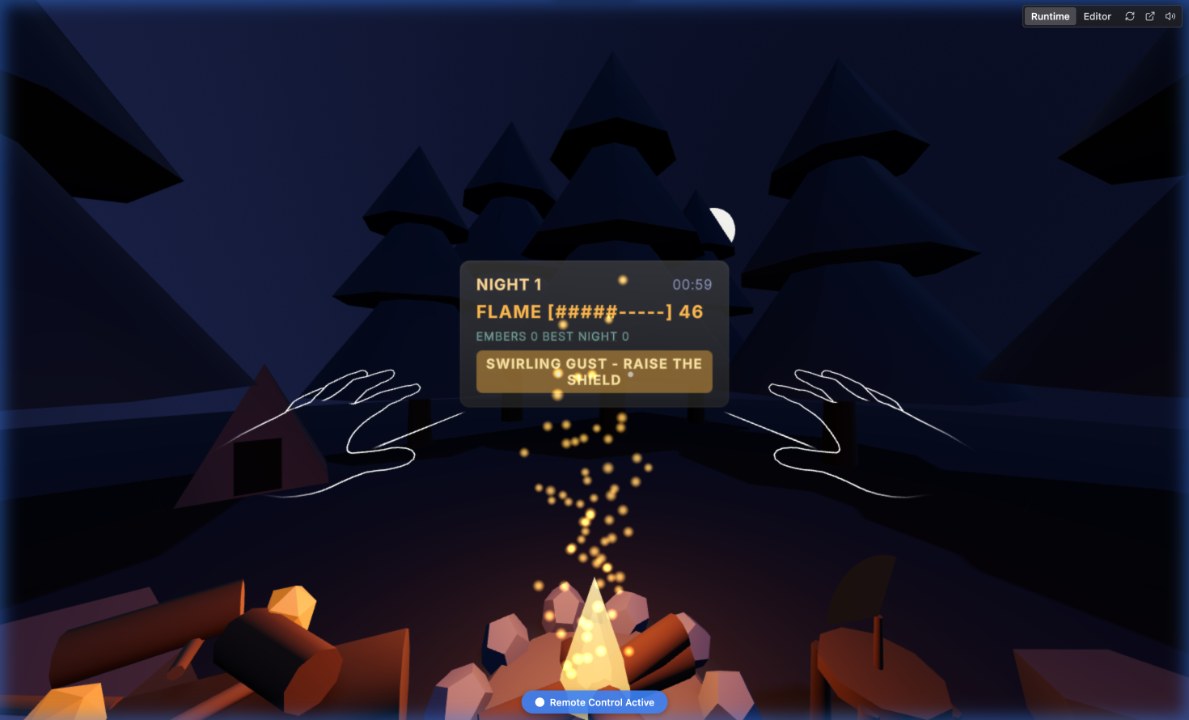 Runtime Editor
NIGHT 1 00:59
FLAME [#####-----] 46
EMBERS 0 BEST NIGHT 0
SWIRLING GUST - RAISE THE
SHIELD
Remote Control Active